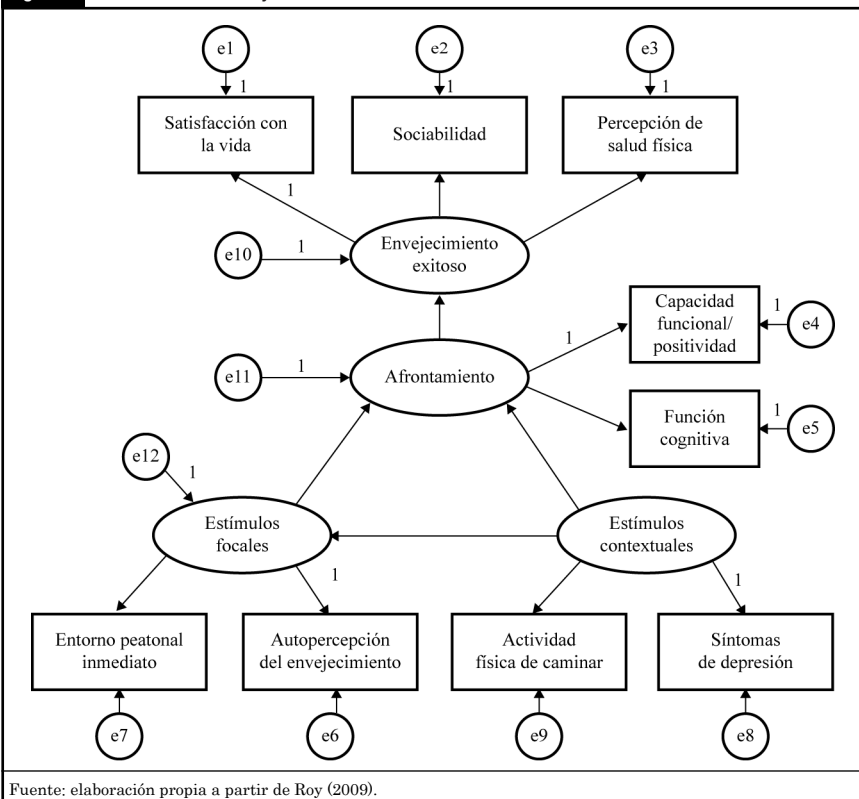 e1
e2
e3
1
1
1
Satisfacción con
la vida
Sociabilidad
Percepción de
salud física
1
e10
1
Envejecimiento
exitoso
Capacidad
funcional/
positividad
1
e4
1
e11
1
Afrontamiento
Función
cognitiva
1
e5
e12
1
Estímulos
focales
Estímulos
contextuales
1
1
Entorno peatonal
inmediato
Autopercepción
del envejecimiento
Actividad
física de caminar
Síntomas
de depresión
e7
e6
e9
e8
Fuente: elaboración propia a partir de Roy (2009).